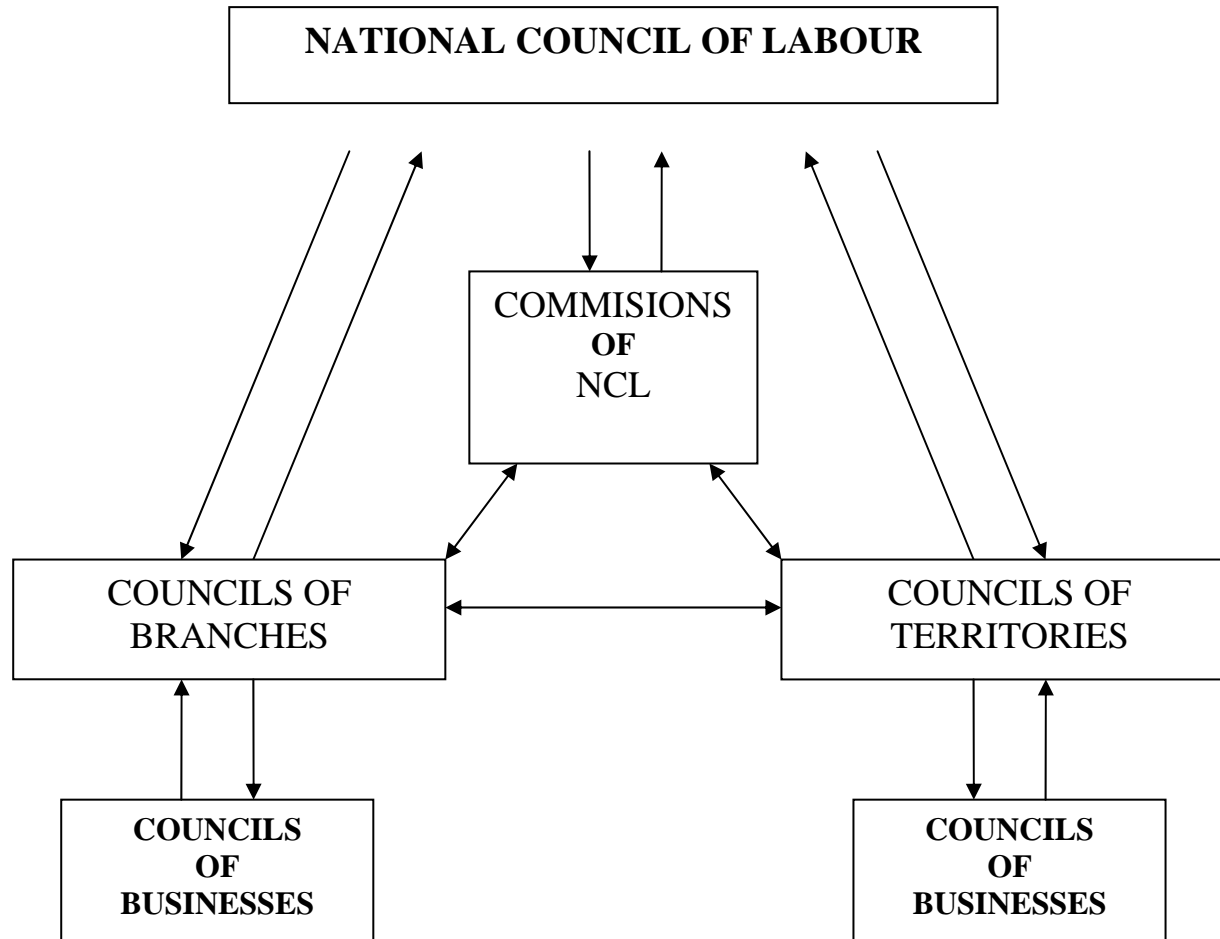 NATIONAL COUNCIL OF LABOUR
COMMISIONS
OF
NCL
COUNCILS OF
BRANCHES
COUNCILS OF
TERRITORIES
COUNCILS
OF
BUSINESSES
COUNCILS
OF
BUSINESSES